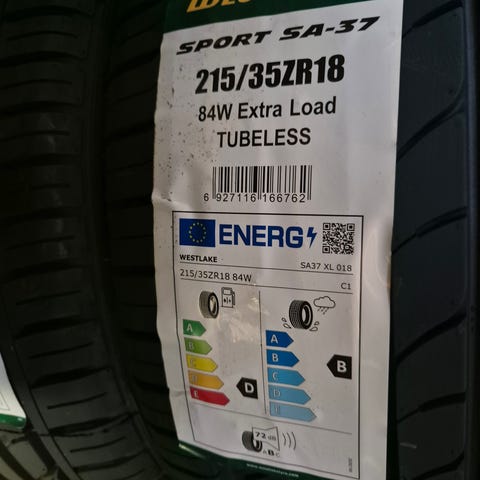 SPORT SA-37
215/35ZR18
84W Extra Load
TUBELESS
6 927116 166762
ENERG
WESTLAKE
SA37 XL 018
215/35ZR18 84W
C1
A
B
C
D
E
D
A
B
C
D
E
B
72 dB
ABC